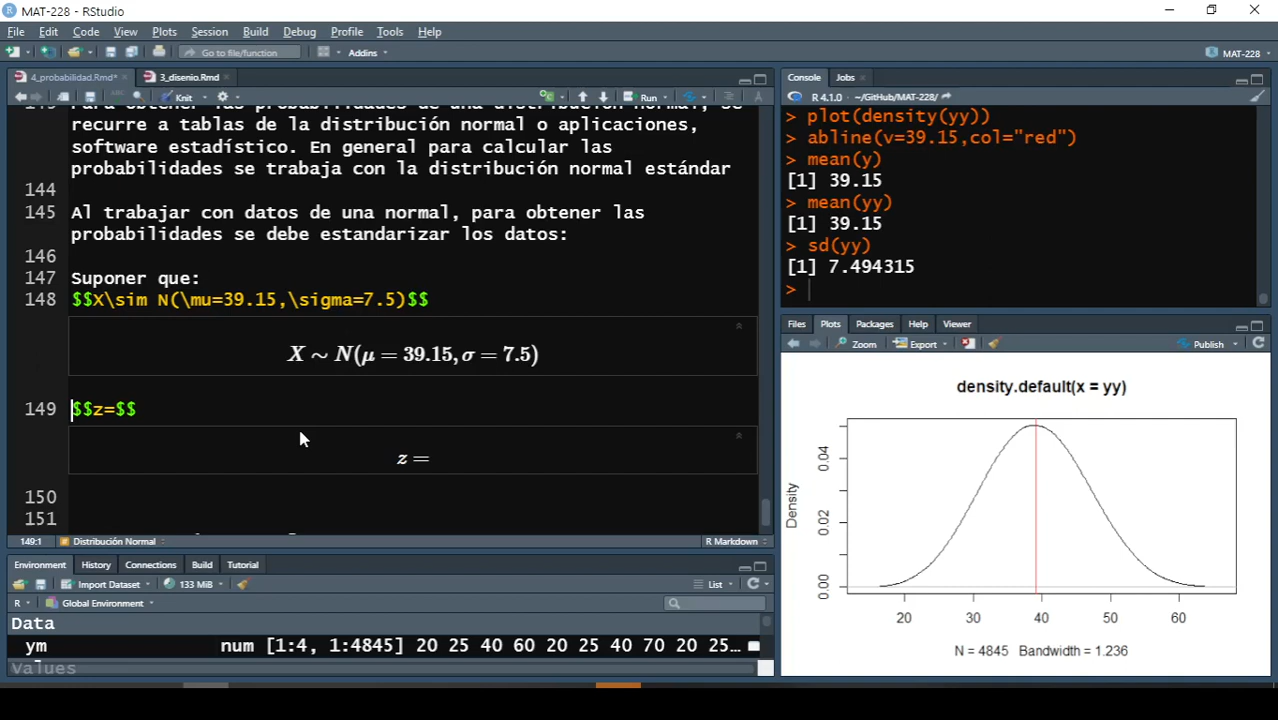 MAT-228 - RStudio
File Edit Code View Plots Session Build Debug Profile Tools Help
Go to file/function Addins MAT-228
4_probabilidad.Rmd* 3_disenio.Rmd
Knit Run
recurre a tablas de la distribución normal o aplicaciones,
software estadístico. En general para calcular las
probabilidades se trabaja con la distribución normal estándar
144
145 Al trabajar con datos de una normal, para obtener las
probabilidades se debe estandarizar los datos:
146
147 Suponer que:
148 $$X\sim N(\mu=39.15,\sigma=7.5)$$
X ∼ N(μ = 39.15, σ = 7.5)
149 $$z=$$
z =
150
151
149:1 Distribución Normal R Markdown
Environment History Connections Build Tutorial
Import Dataset 133 MiB List
R Global Environment
Data
ym num [1:4, 1:4845] 20 25 40 60 20 25 40 70 20 25…
Values
Console Jobs
R 4.1.0 · ~/GitHub/MAT-228/
> plot(density(yy))
> abline(v=39.15,col="red")
> mean(y)
[1] 39.15
> mean(yy)
[1] 39.15
> sd(yy)
[1] 7.494315
>
Files Plots Packages Help Viewer
Zoom Export Publish
density.default(x = yy)
Density
0.00 0.02 0.04
20 30 40 50 60
N = 4845 Bandwidth = 1.236